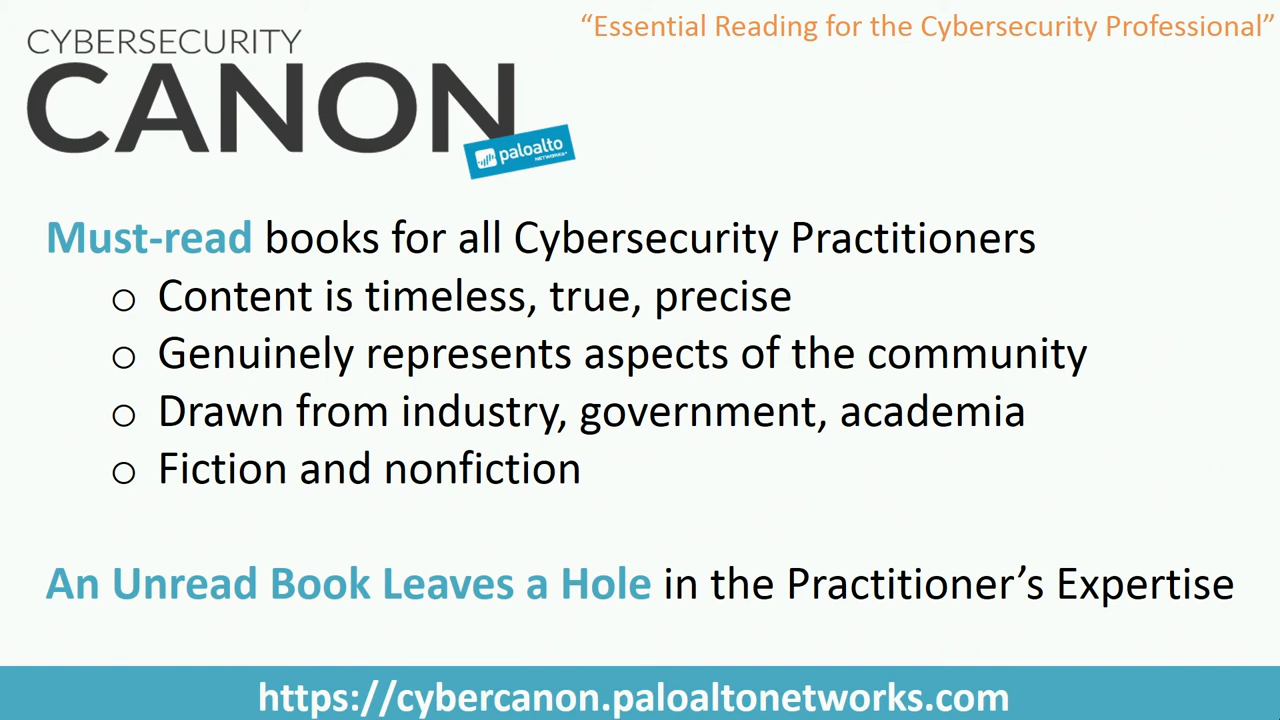 CYBERSECURITY
CANON
paloalto
NETWORKS
“Essential Reading for the Cybersecurity Professional”
Must-read books for all Cybersecurity Practitioners
o Content is timeless, true, precise
o Genuinely represents aspects of the community
o Drawn from industry, government, academia
o Fiction and nonfiction
An Unread Book Leaves a Hole in the Practitioner’s Expertise
https://cybercanon.paloaltonetworks.com